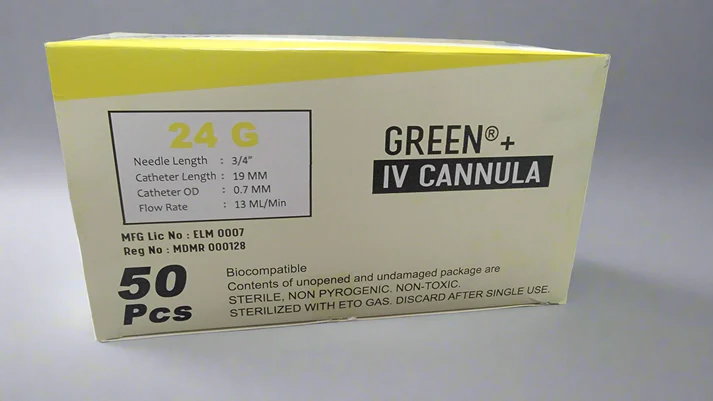 24 G
Needle Length : 3/4"
Catheter Length : 19 MM
Catheter OD : 0.7 MM
Flow Rate : 13 ML/Min
GREEN®+
IV CANNULA
MFG Lic No : ELM 0007
Reg No : MDMR 000128
50
Pcs
Biocompatible
Contents of unopened and undamaged package are
STERILE, NON PYROGENIC. NON-TOXIC.
STERILIZED WITH ETO GAS. DISCARD AFTER SINGLE USE.